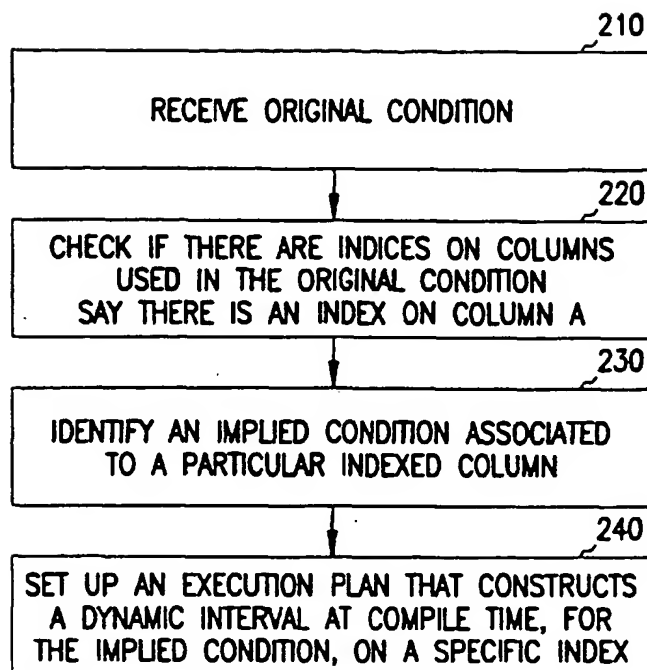 210
RECEIVE ORIGINAL CONDITION
220
CHECK IF THERE ARE INDICES ON COLUMNS
USED IN THE ORIGINAL CONDITION
SAY THERE IS AN INDEX ON COLUMN A
230
IDENTIFY AN IMPLIED CONDITION ASSOCIATED
TO A PARTICULAR INDEXED COLUMN
240
SET UP AN EXECUTION PLAN THAT CONSTRUCTS
A DYNAMIC INTERVAL AT COMPILE TIME, FOR
THE IMPLIED CONDITION, ON A SPECIFIC INDEX